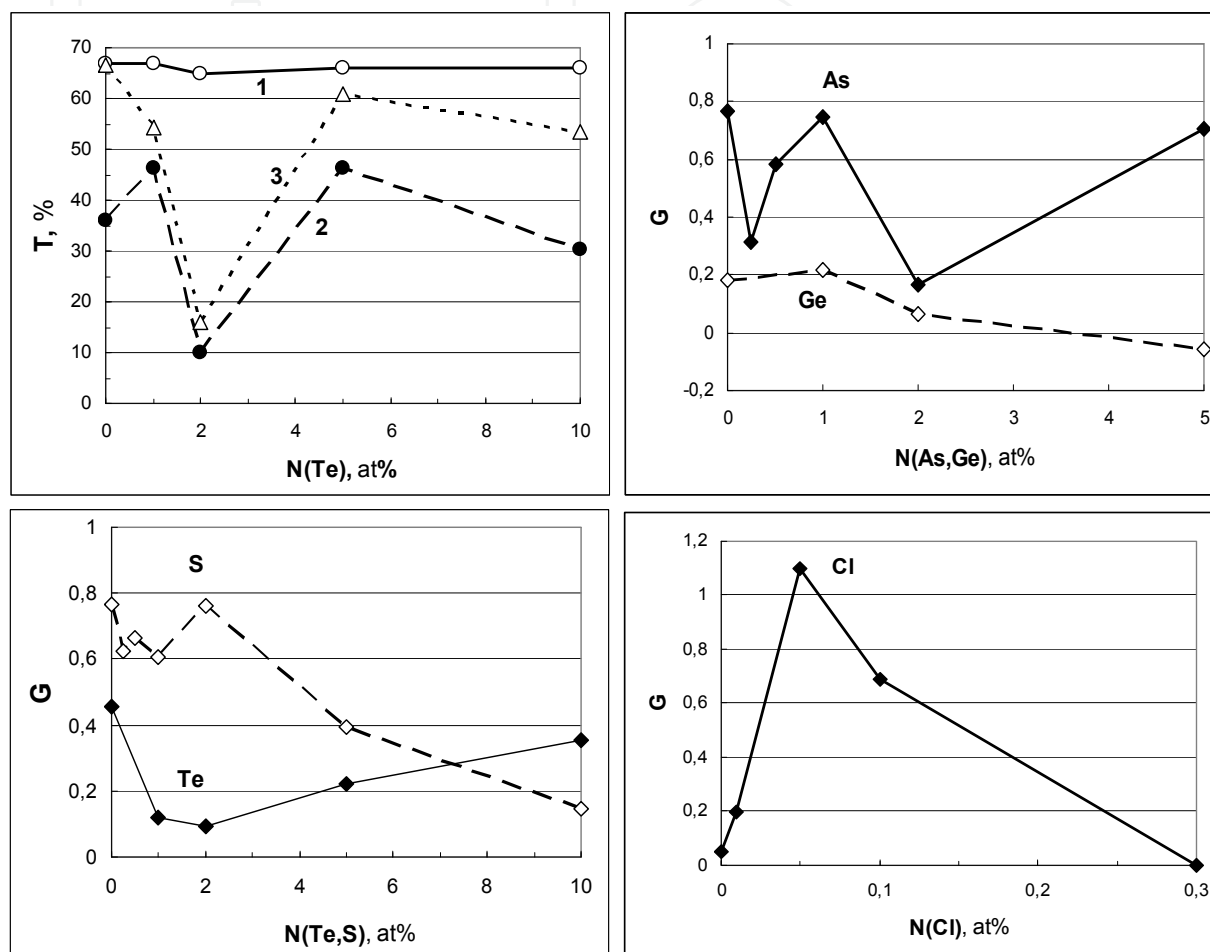 70
60
50
40
30
20
10
0
T, %
1
3
2
0 2 4 6 8 10
N(Te), at%
1
0,8
0,6
0,4
0,2
0
-0,2
G
As
Ge
0 1 2 3 4 5
N(As,Ge), at%
1
0,8
0,6
0,4
0,2
0
G
S
Te
0 2 4 6 8 10
N(Te,S), at%
1,2
1
0,8
0,6
0,4
0,2
0
G
Cl
0 0,1 0,2 0,3
N(Cl), at%